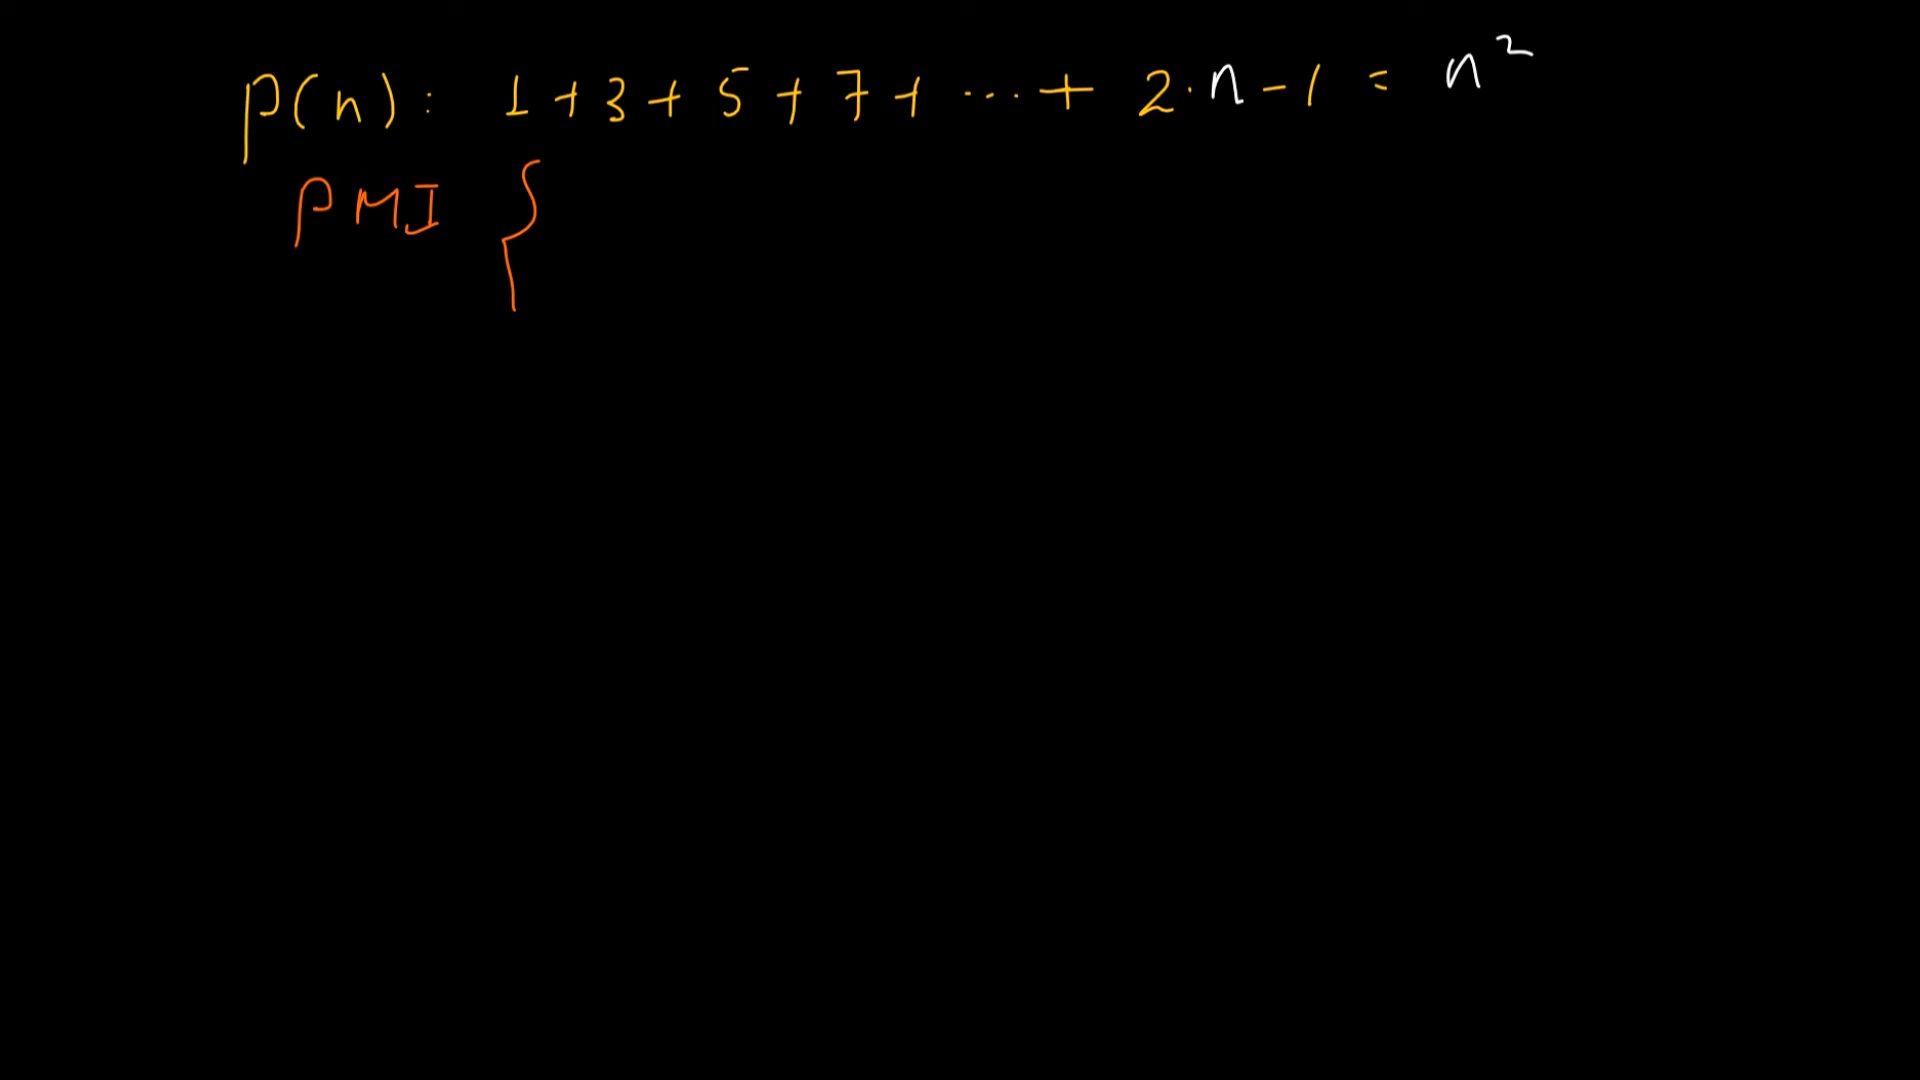 P(n): 1+3+5+7+...+ 2·n-1 = n²
PMI {